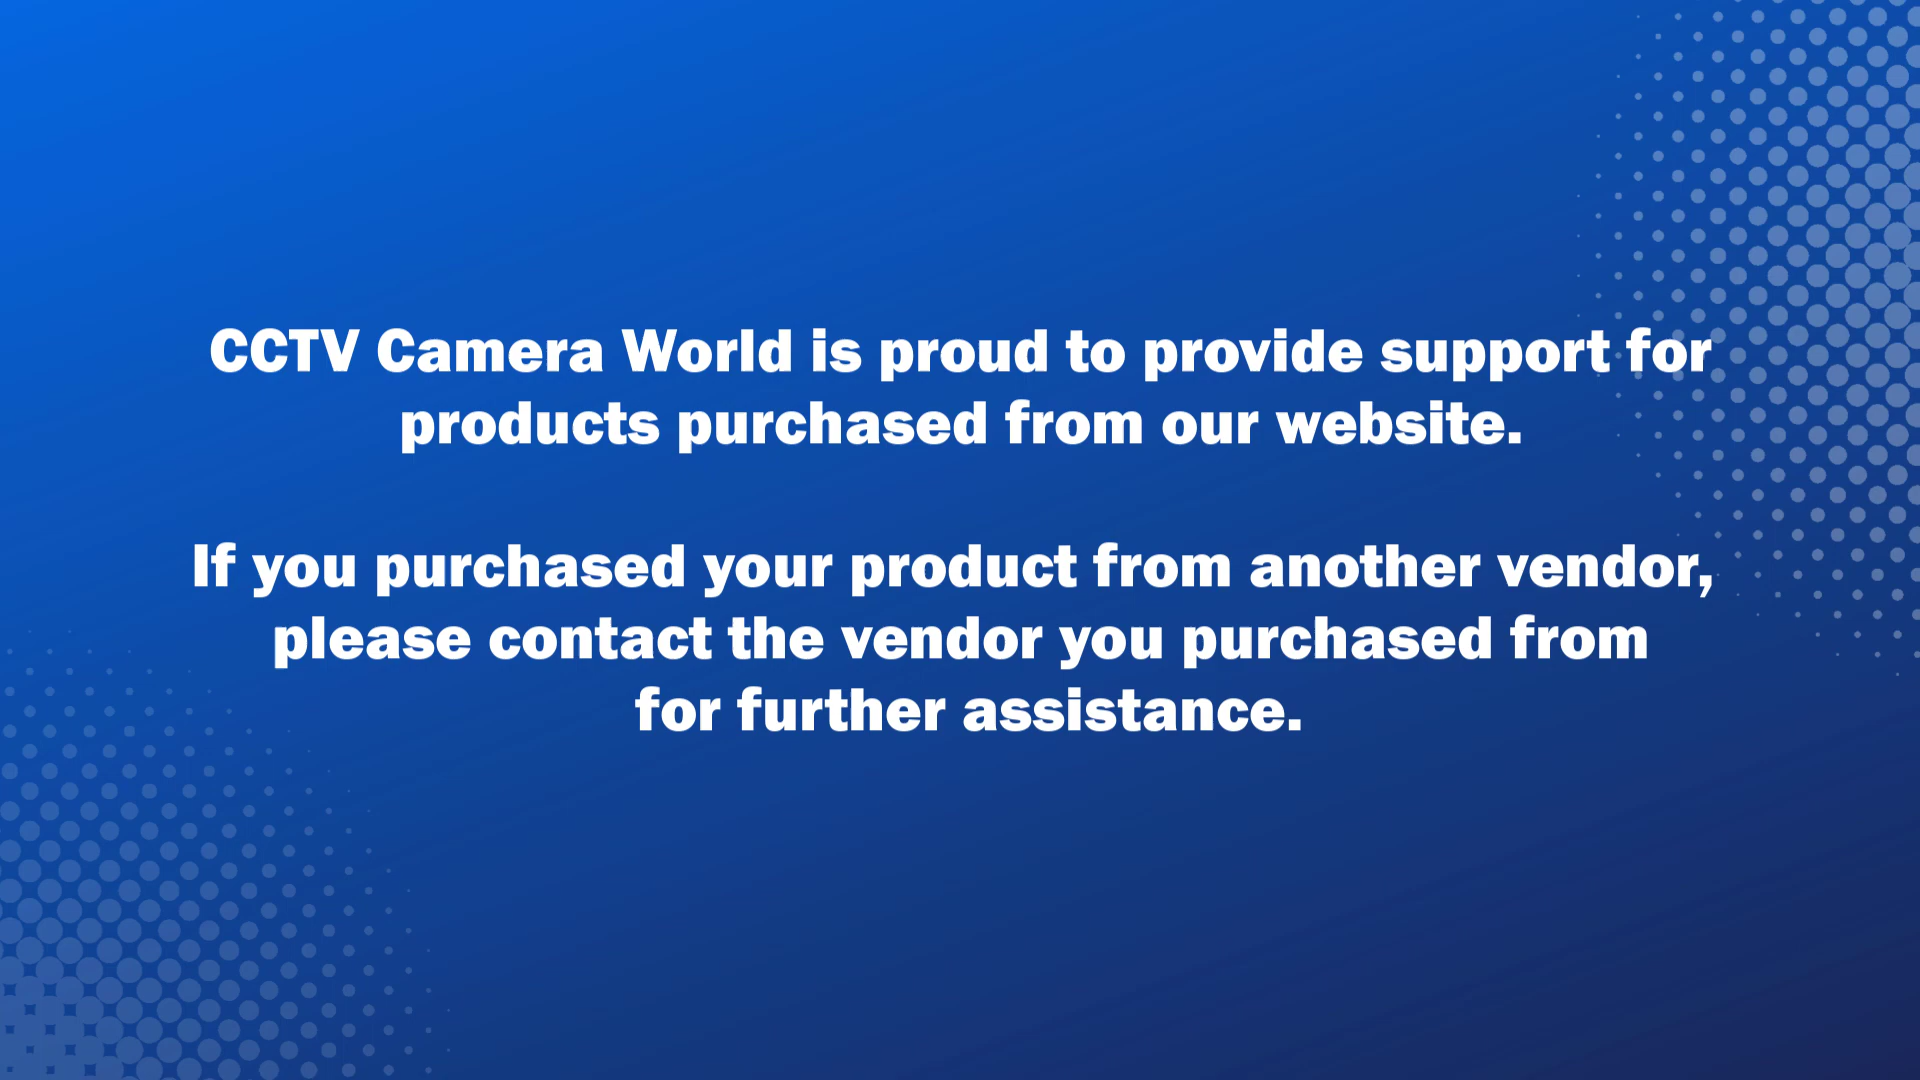 CCTV Camera World is proud to provide support for
products purchased from our website.
If you purchased your product from another vendor,
please contact the vendor you purchased from
for further assistance.